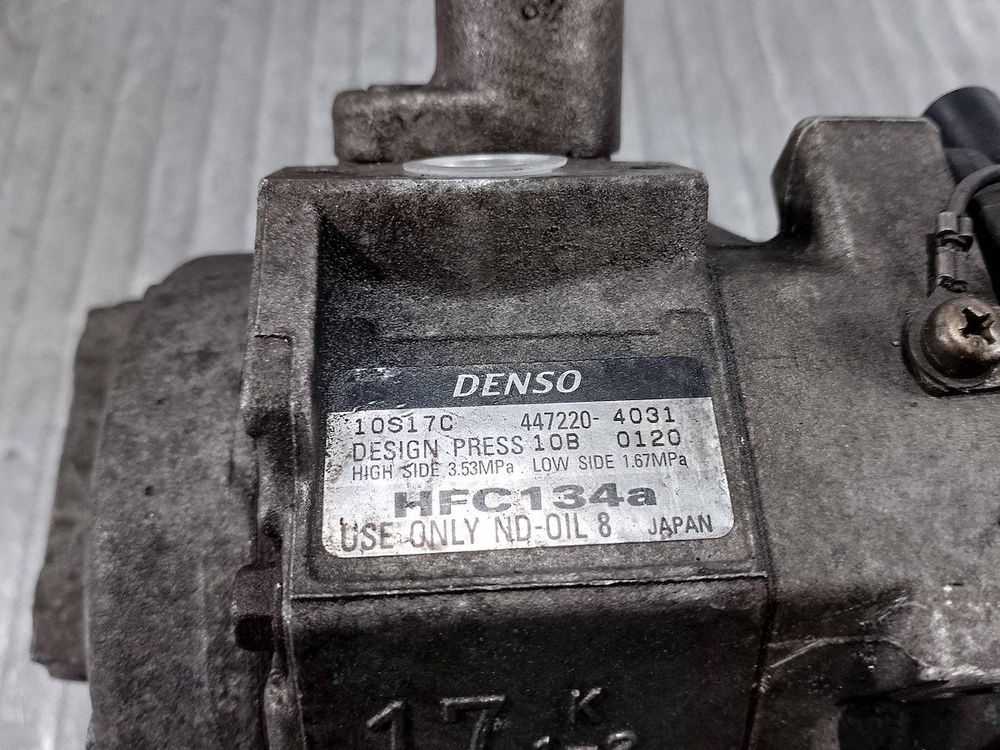 DENSO
10S17C 447220-4031
DESIGN PRESS 10B 0120
HIGH SIDE 3.53MPa LOW SIDE 1.67MPa
HFC134a
USE ONLY ND-OIL 8 JAPAN
17 K